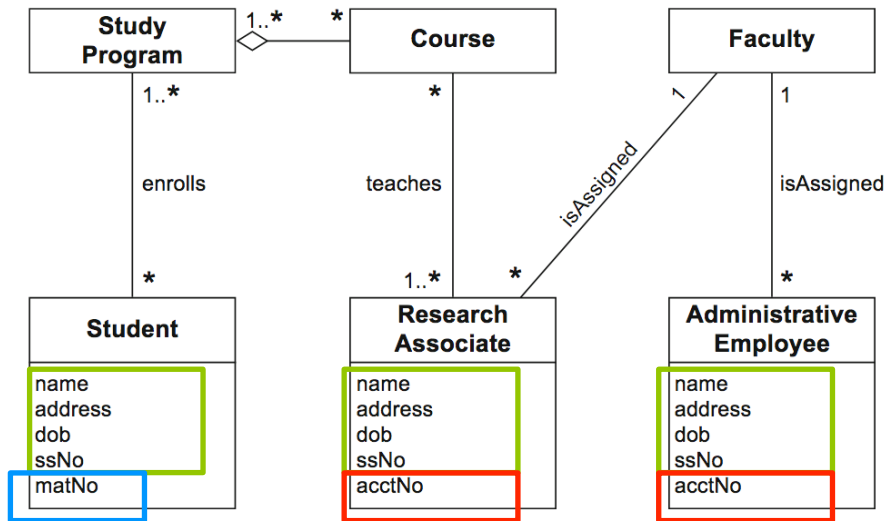 Study
Program
1..*
*
Course
Faculty
1..*
*
1
1
enrolls
teaches
isAssigned
isAssigned
*
1..*
*
*
Student
Research
Associate
Administrative
Employee
name
address
dob
ssNo
matNo
name
address
dob
ssNo
acctNo
name
address
dob
ssNo
acctNo